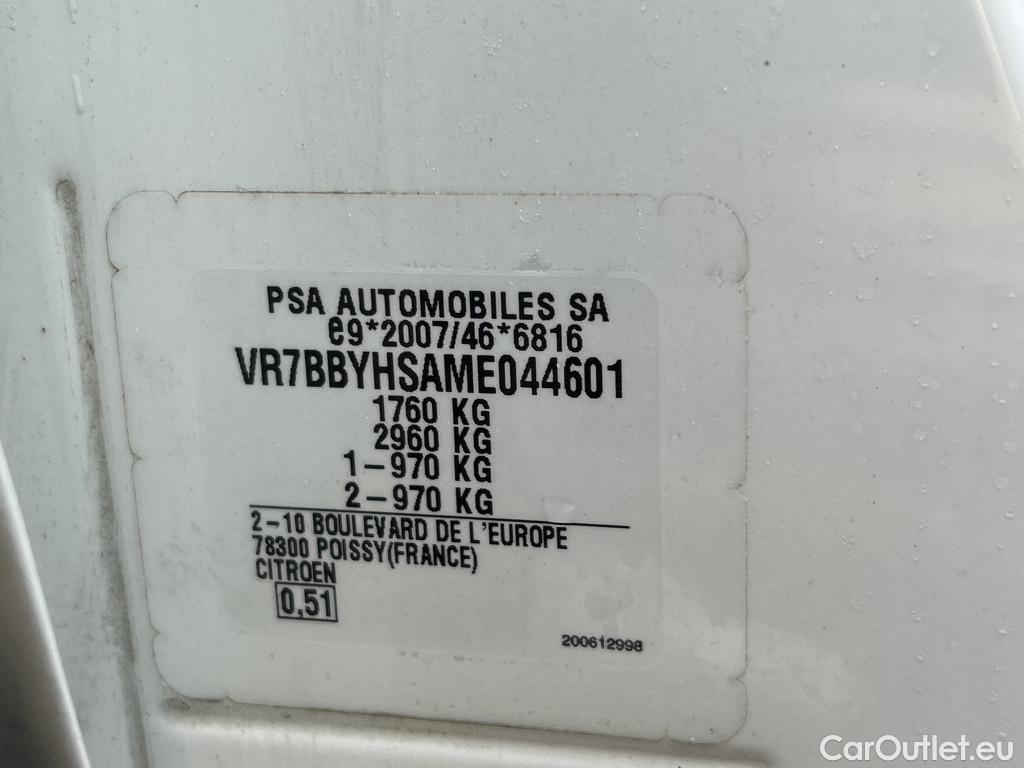 PSA AUTOMOBILES SA
e9*2007/46*6816
VR7BBYHSAME044601
1760 KG
2960 KG
1-970 KG
2-970 KG
2-10 BOULEVARD DE L'EUROPE
78300 POISSY(FRANCE)
CITROEN
0,51
200612998
CarOutlet.eu